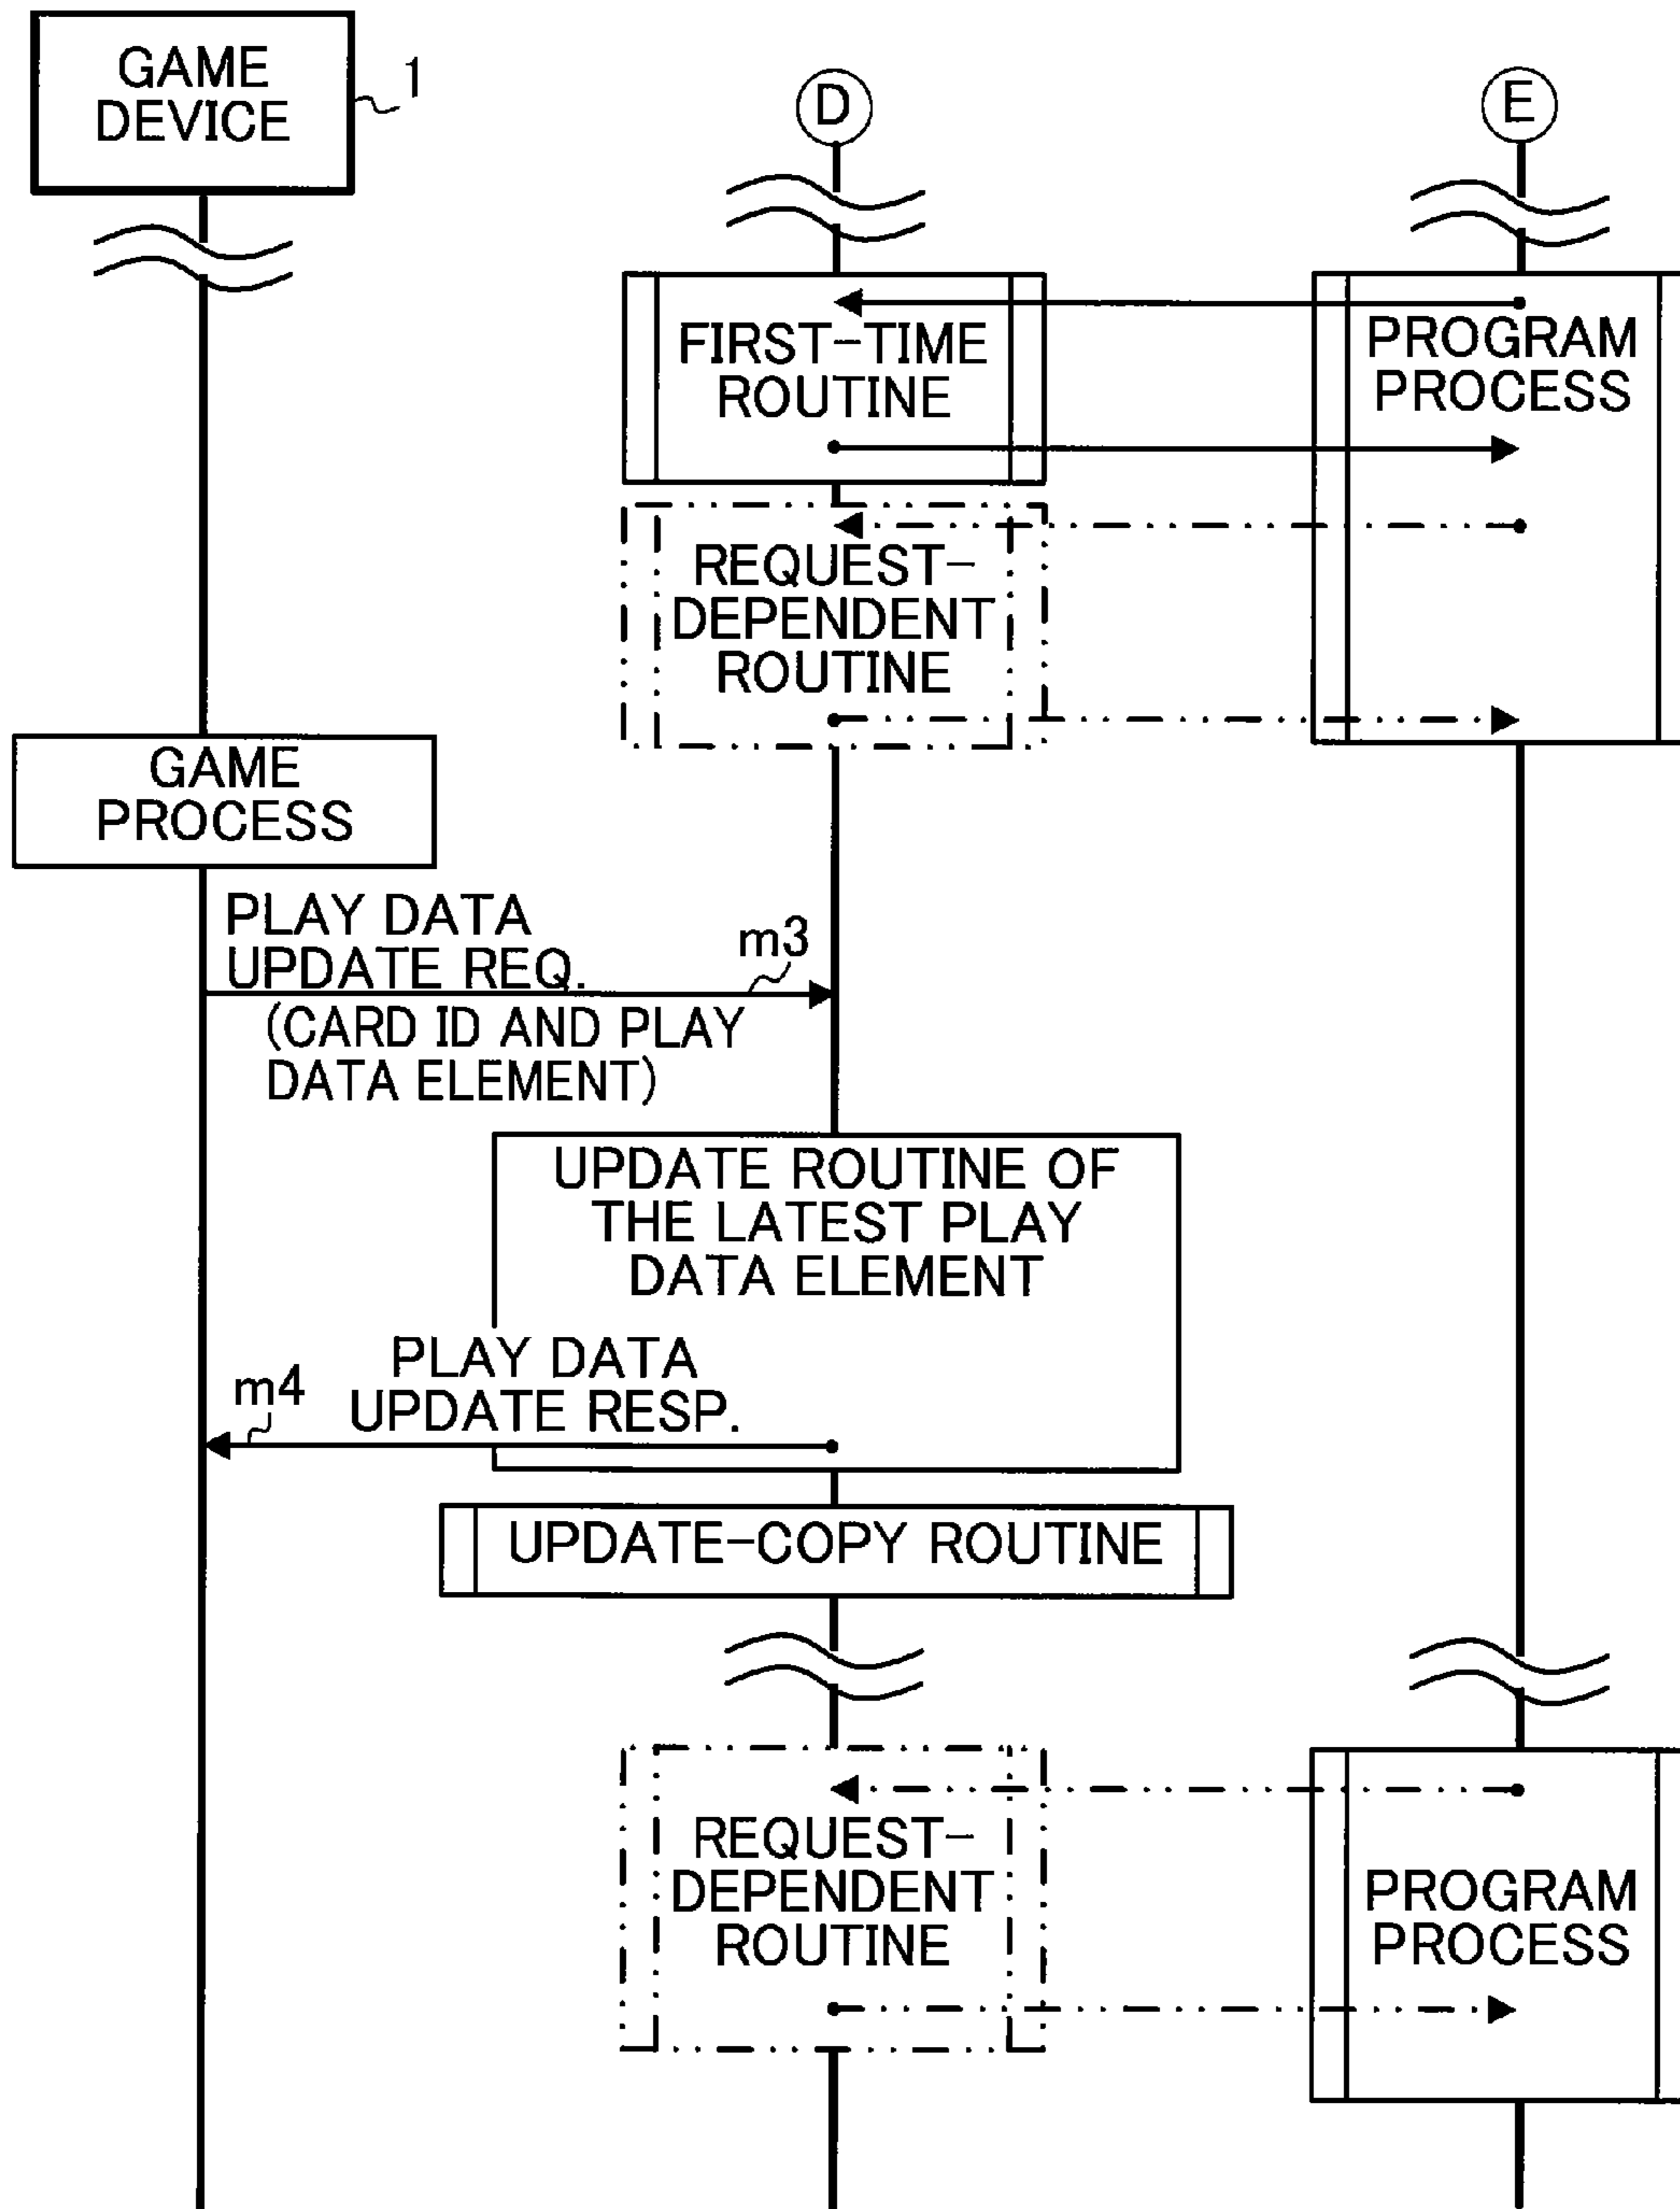 GAME
DEVICE
1
D
E
FIRST-TIME
ROUTINE
PROGRAM
PROCESS
REQUEST-
DEPENDENT
ROUTINE
GAME
PROCESS
PLAY DATA
UPDATE REQ.
m3
(CARD ID AND PLAY
DATA ELEMENT)
UPDATE ROUTINE OF
THE LATEST PLAY
DATA ELEMENT
PLAY DATA
UPDATE RESP.
m4
UPDATE-COPY ROUTINE
REQUEST-
DEPENDENT
ROUTINE
PROGRAM
PROCESS